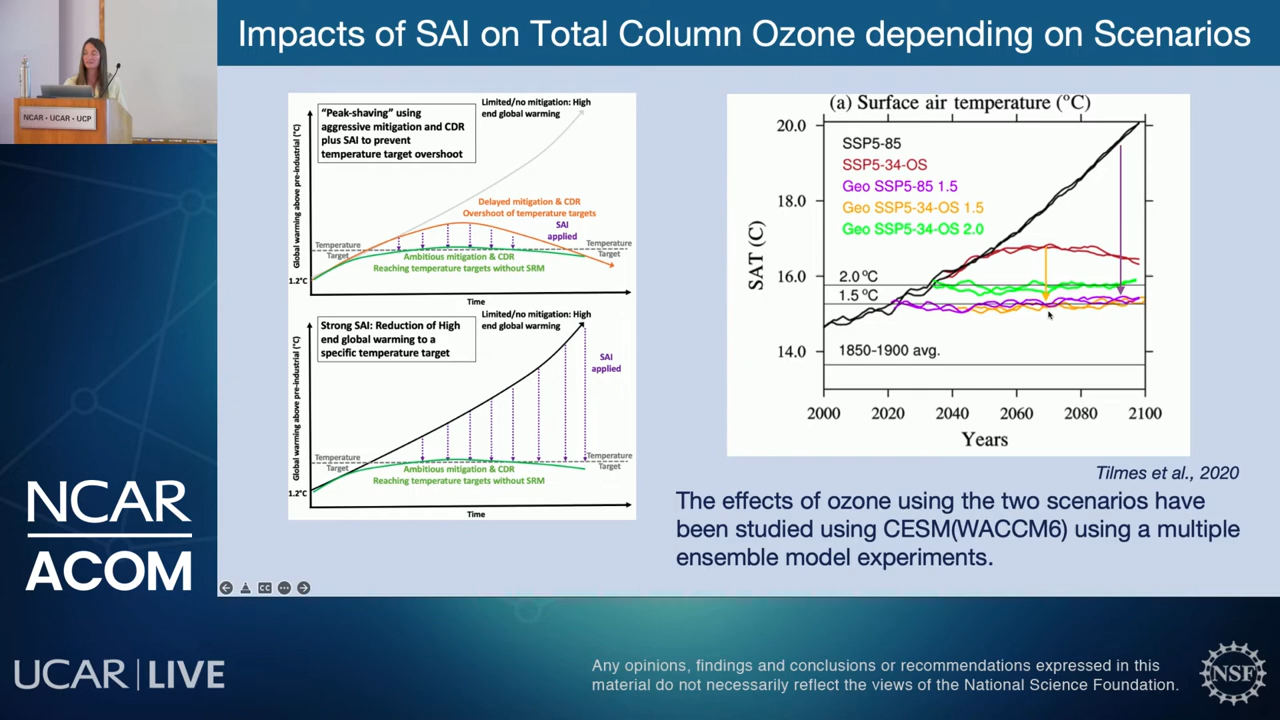 Impacts of SAI on Total Column Ozone depending on Scenarios
NCAR • UCAR • UCP
"Peak-shaving" using
aggressive mitigation and CDR
plus SAI to prevent
temperature target overshoot
Limited/no mitigation: High
end global warming
Global warming above pre-industrial (°C)
Delayed mitigation & CDR
Overshoot of temperature targets
SAI
applied
Temperature
Target
Temperature
Target
Ambitious mitigation & CDR
Reaching temperature targets without SRM
1.2°C
Time
Strong SAI: Reduction of High
end global warming to a
specific temperature target
Limited/no mitigation: High
end global warming
Global warming above pre-industrial (°C)
SAI
applied
Temperature
Target
Temperature
Target
Ambitious mitigation & CDR
Reaching temperature targets without SRM
1.2°C
Time
(a) Surface air temperature (°C)
20.0
18.0
16.0
14.0
SAT (C)
SSP5-85
SSP5-34-OS
Geo SSP5-85 1.5
Geo SSP5-34-OS 1.5
Geo SSP5-34-OS 2.0
2.0 °C
1.5 °C
1850-1900 avg.
2000 2020 2040 2060 2080 2100
Years
Tilmes et al., 2020
The effects of ozone using the two scenarios have
been studied using CESM(WACCM6) using a multiple
ensemble model experiments.
CC
NCAR
ACOM
UCAR | LIVE
Any opinions, findings and conclusions or recommendations expressed in this
material do not necessarily reflect the views of the National Science Foundation.
NSF